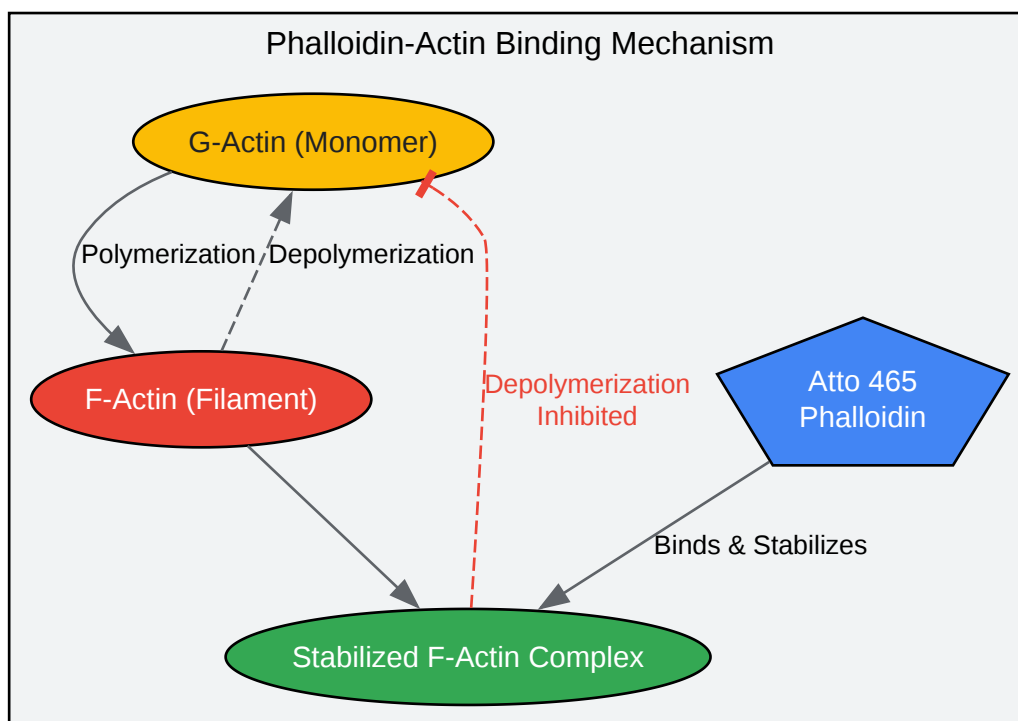 Phalloidin-Actin Binding Mechanism
G-Actin (Monomer)
Polymerization
Depolymerization
F-Actin (Filament)
Depolymerization
Inhibited
Atto 465
Phalloidin
Binds & Stabilizes
Stabilized F-Actin Complex